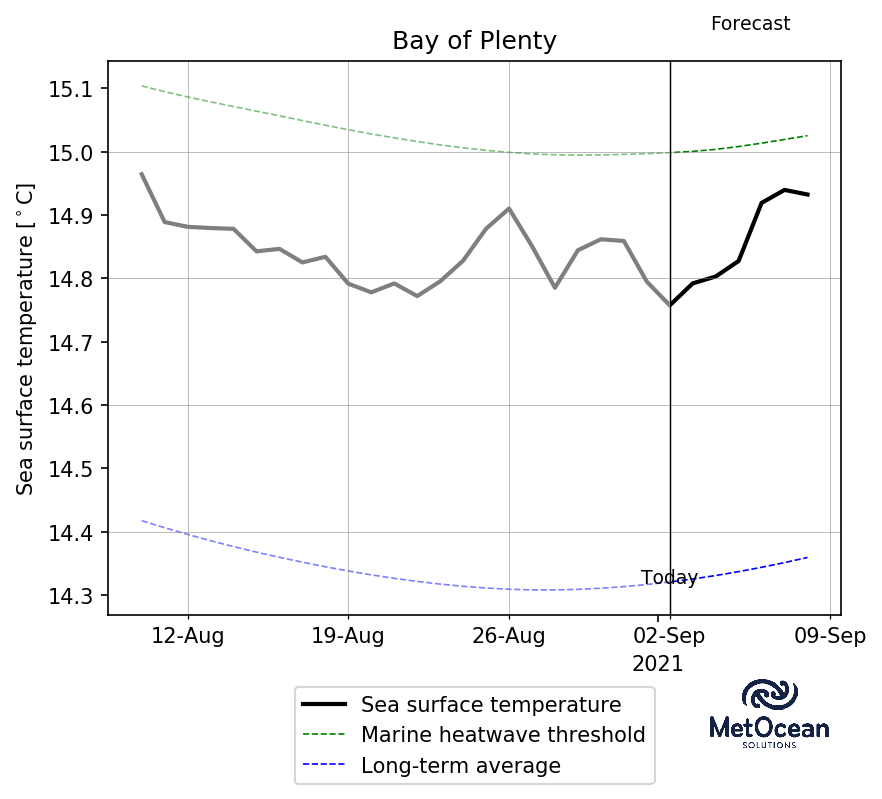 Forecast
Bay of Plenty
Sea surface temperature [°C]
15.1
15.0
14.9
14.8
14.7
14.6
14.5
14.4
14.3
Today
12-Aug 19-Aug 26-Aug 02-Sep 09-Sep
2021
Sea surface temperature
Marine heatwave threshold
Long-term average
MetOcean
SOLUTIONS